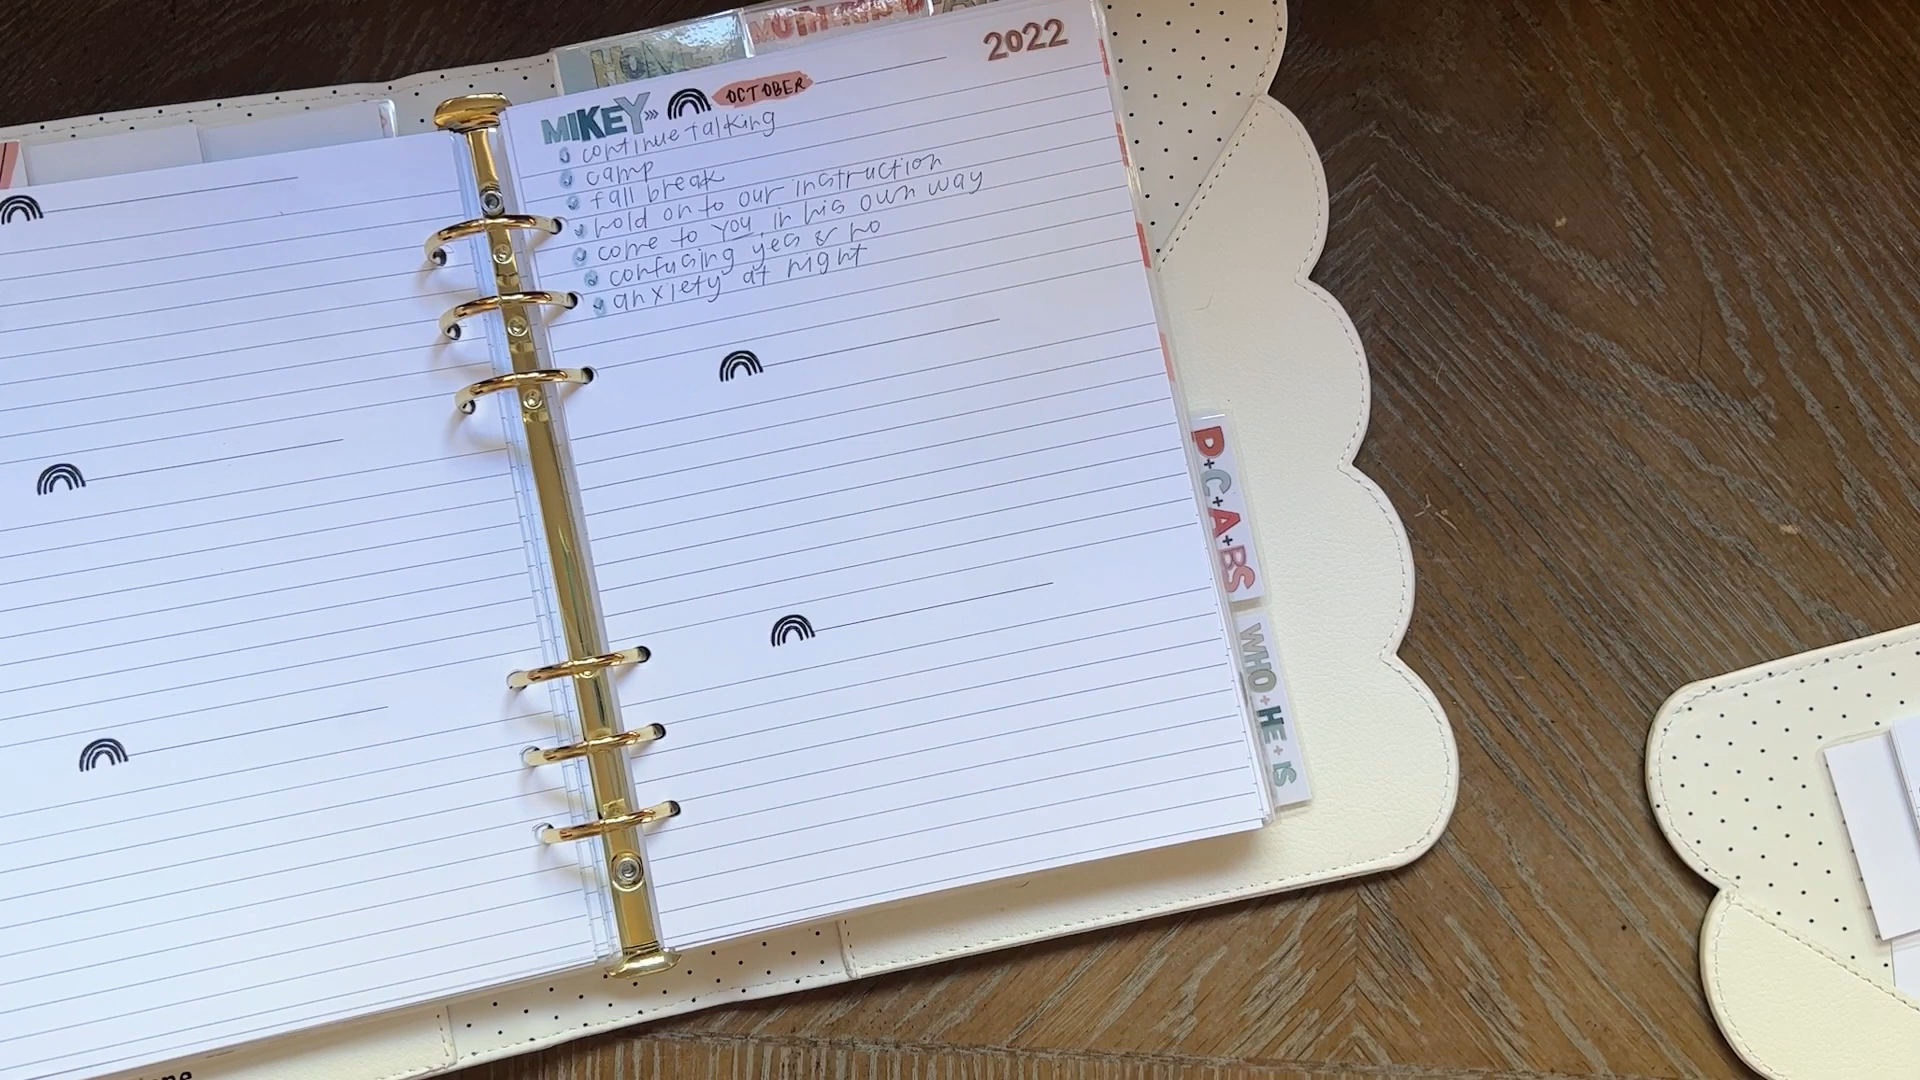 2022
MIKEY OCTOBER
continue talking
camp
fall break
hold on to our instruction
come to you, in his own way
confusing yes & no
anxiety at night
D+C+A+BS
WHO+HE+IS